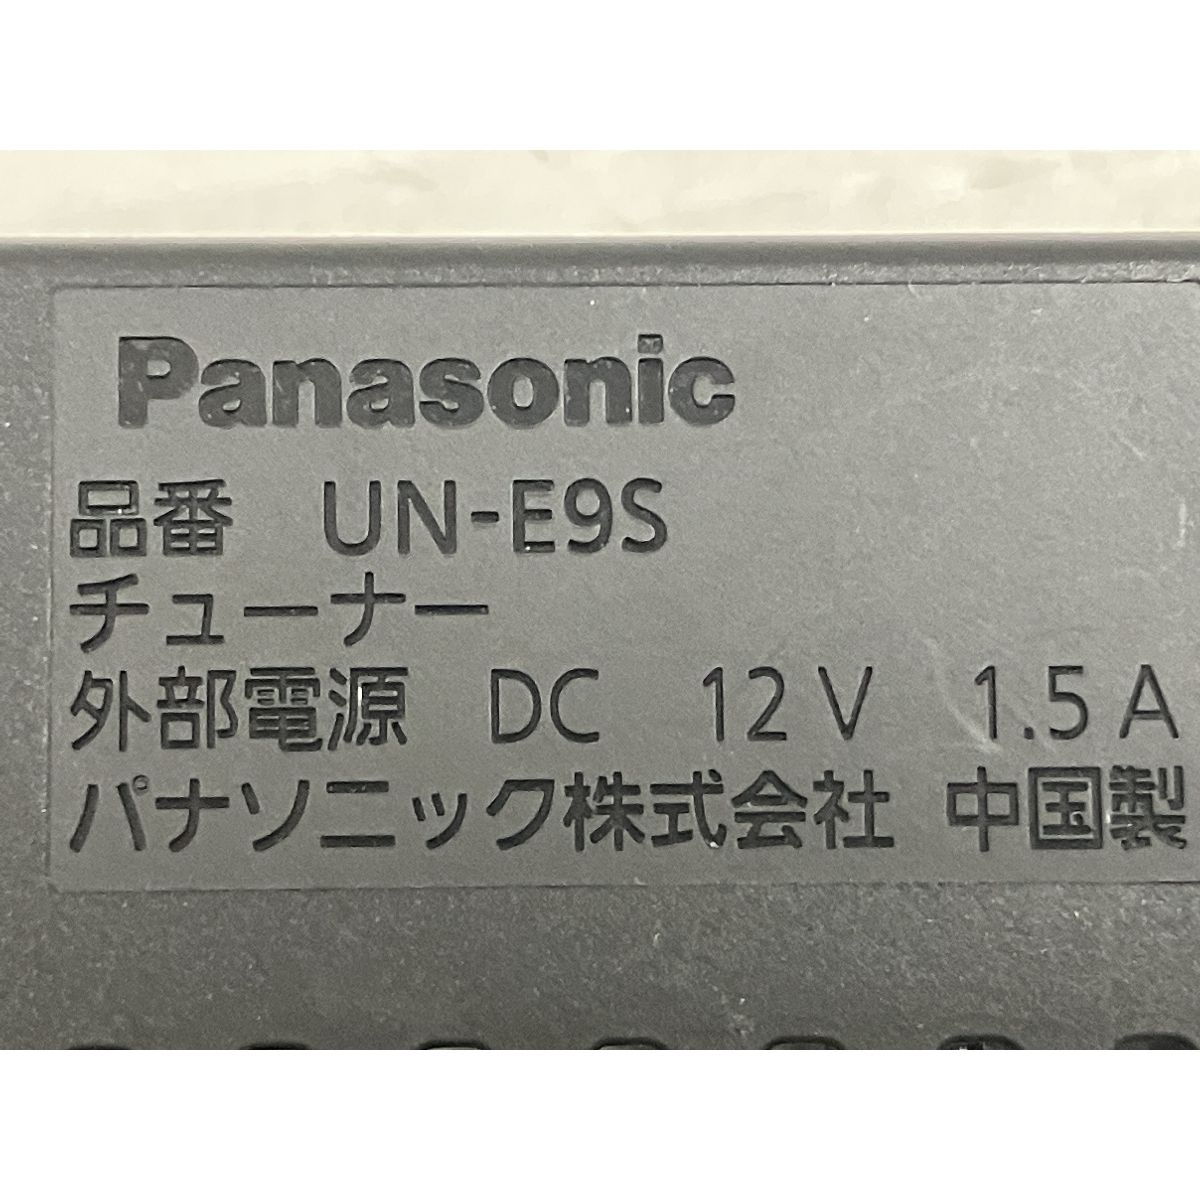 Panasonic
品番 UN-E9S
チューナー
外部電源 DC 12V 1.5A
パナソニック株式会社 中国製